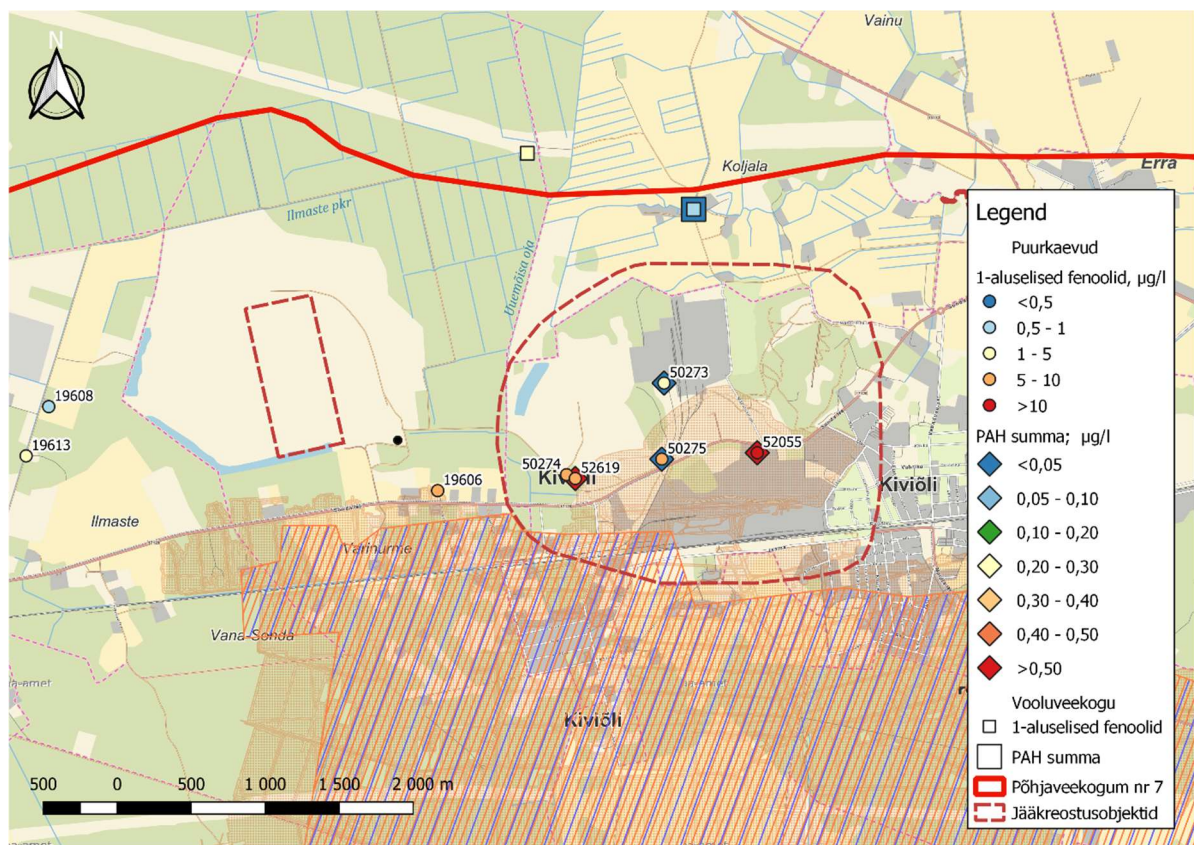 N
Vainu
Koljala
Erra
Ilmaste pkr
Uuemõisa oja
19608
19613
50273
50275
52055
50274
52619
Kiviõli
Kiviõli
19606
Ilmaste
Varinurme
Vana-Sonda
Kiviõli
500 0 500 1 000 1 500 2 000 m
Legend
Puurkaevud
1-aluselised fenoolid, µg/l
<0,5
0,5 - 1
1 - 5
5 - 10
>10
PAH summa; µg/l
<0,05
0,05 - 0,10
0,10 - 0,20
0,20 - 0,30
0,30 - 0,40
0,40 - 0,50
>0,50
Vooluveekogu
1-aluselised fenoolid
PAH summa
Põhjaveekogum nr 7
Jääkreostusobjektid